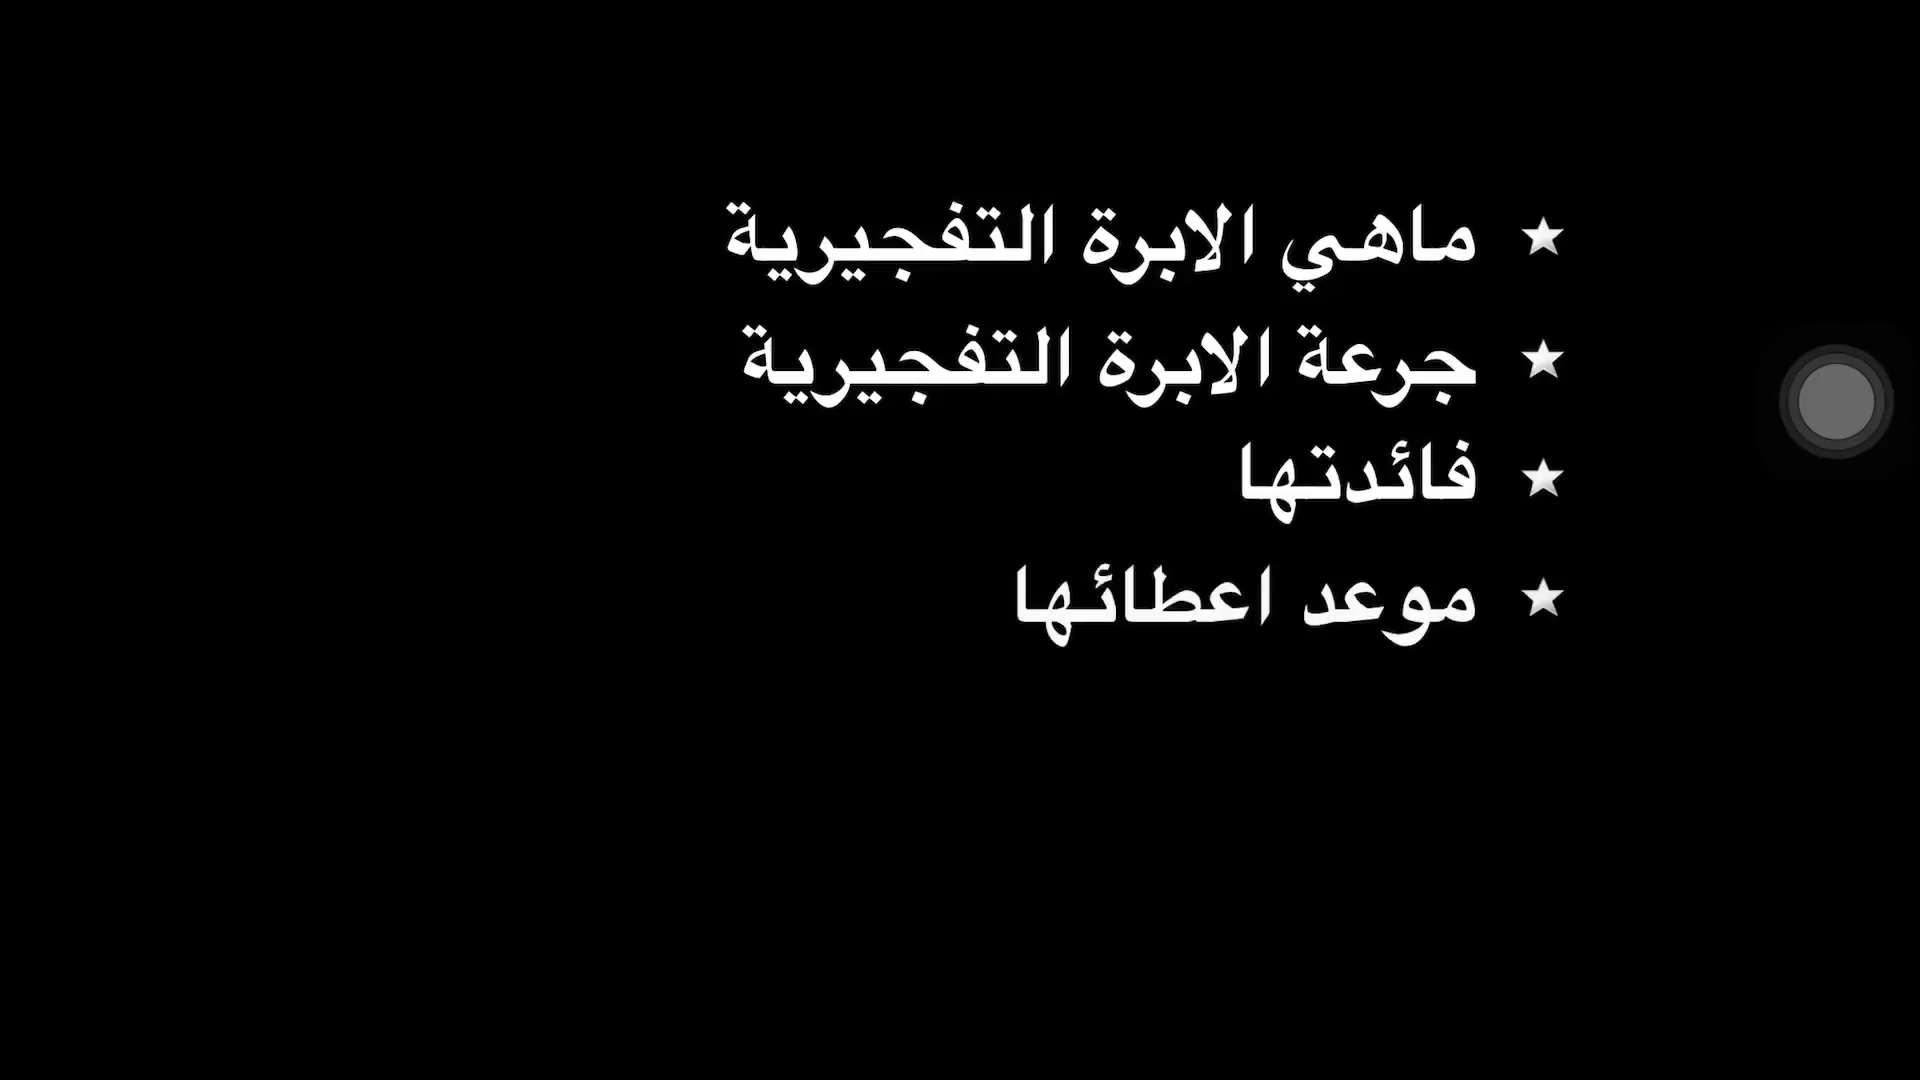 ★ ماهي الابرة التفجيرية
★ جرعة الابرة التفجيرية
★ فائدتها
★ موعد اعطائها